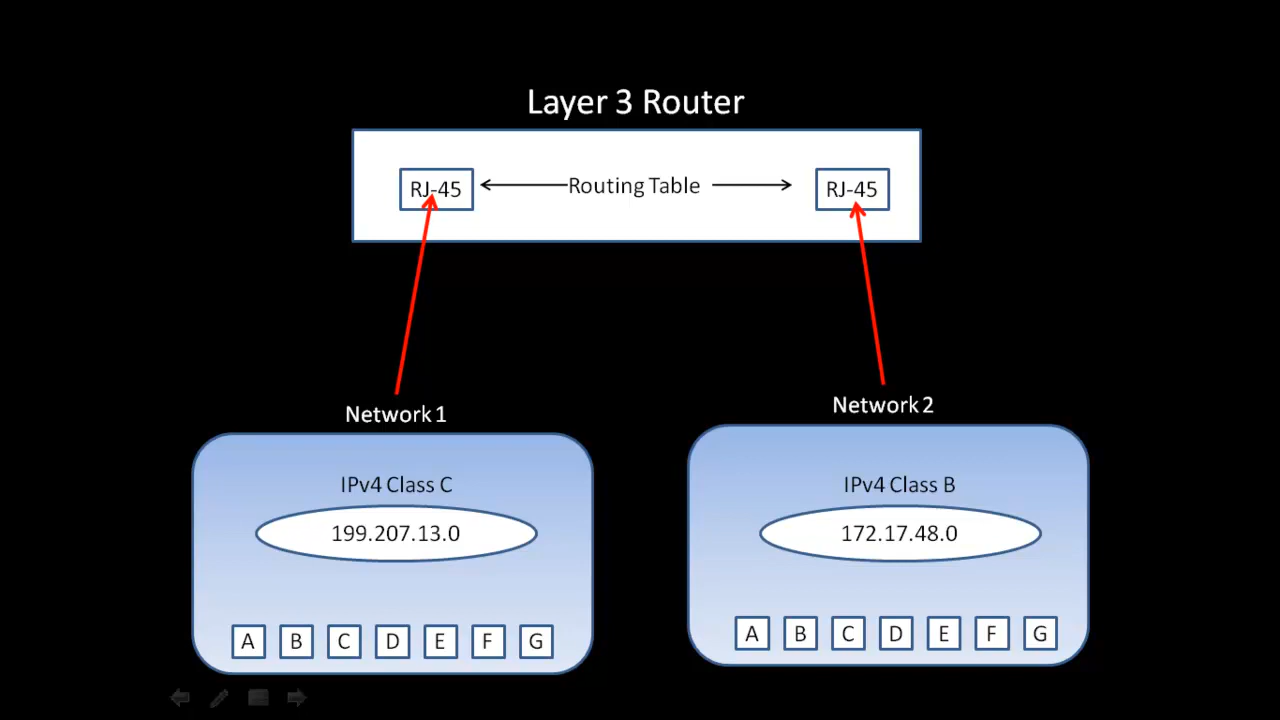 Layer 3 Router
RJ-45
Routing Table
RJ-45
Network 1
Network 2
IPv4 Class C
IPv4 Class B
199.207.13.0
172.17.48.0
A B C D E F G
A B C D E F G